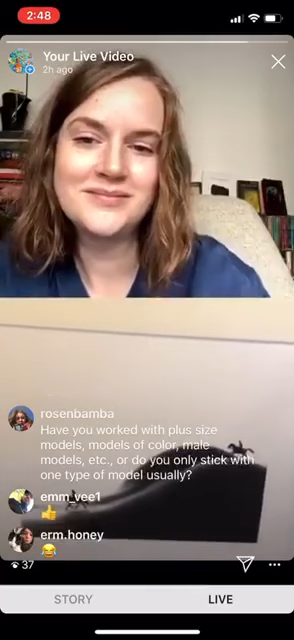 2:48
Your Live Video
2h ago
rosenbamba
Have you worked with plus size
models, models of color, male
models, etc., or do you only stick with
one type of model usually?
emm_vee1
👍
erm.honey
😂
37
STORY
LIVE